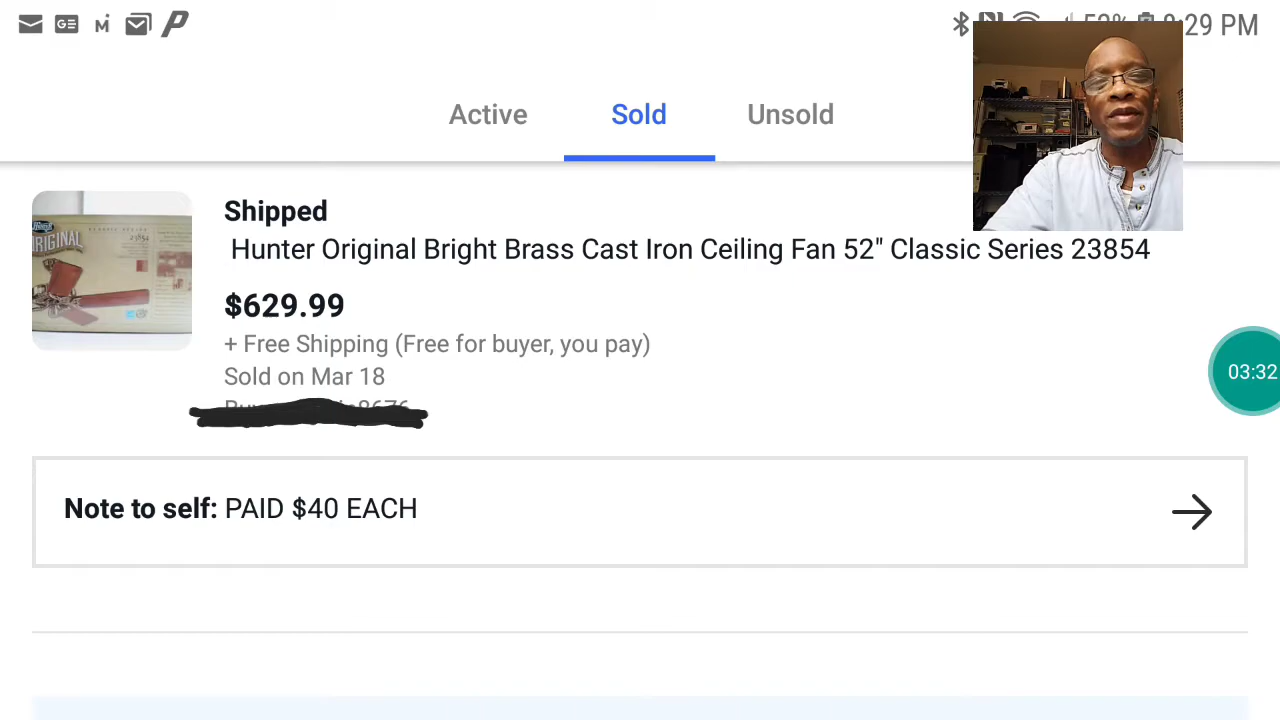 29 PM
Active
Sold
Unsold
Shipped
Hunter Original Bright Brass Cast Iron Ceiling Fan 52" Classic Series 23854
$629.99
+ Free Shipping (Free for buyer, you pay)
Sold on Mar 18
03:32
Note to self: PAID $40 EACH